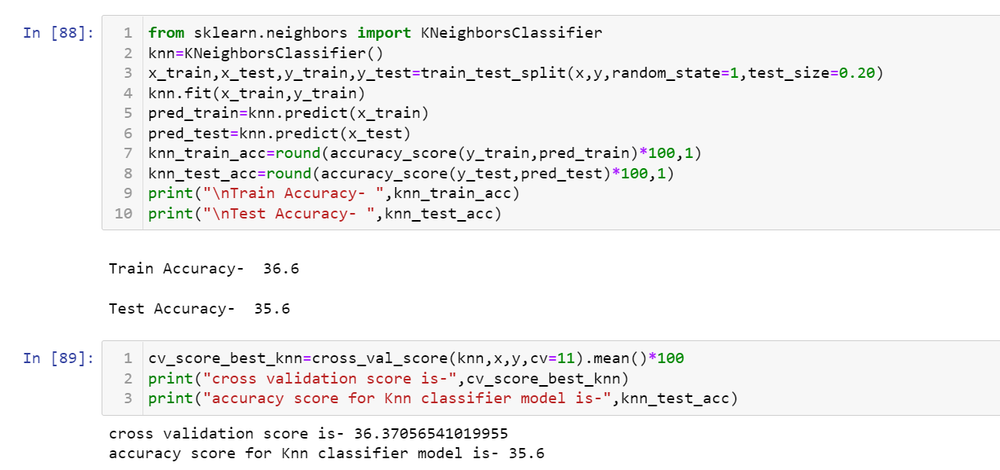 In [88]:
1 from sklearn.neighbors import KNeighborsClassifier
2 knn=KNeighborsClassifier()
3 x_train,x_test,y_train,y_test=train_test_split(x,y,random_state=1,test_size=0.20)
4 knn.fit(x_train,y_train)
5 pred_train=knn.predict(x_train)
6 pred_test=knn.predict(x_test)
7 knn_train_acc=round(accuracy_score(y_train,pred_train)*100,1)
8 knn_test_acc=round(accuracy_score(y_test,pred_test)*100,1)
9 print("\nTrain Accuracy- ",knn_train_acc)
10 print("\nTest Accuracy- ",knn_test_acc)
Train Accuracy-  36.6
Test Accuracy-  35.6
In [89]:
1 cv_score_best_knn=cross_val_score(knn,x,y,cv=11).mean()*100
2 print("cross validation score is-",cv_score_best_knn)
3 print("accuracy score for Knn classifier model is-",knn_test_acc)
cross validation score is- 36.37056541019955
accuracy score for Knn classifier model is- 35.6